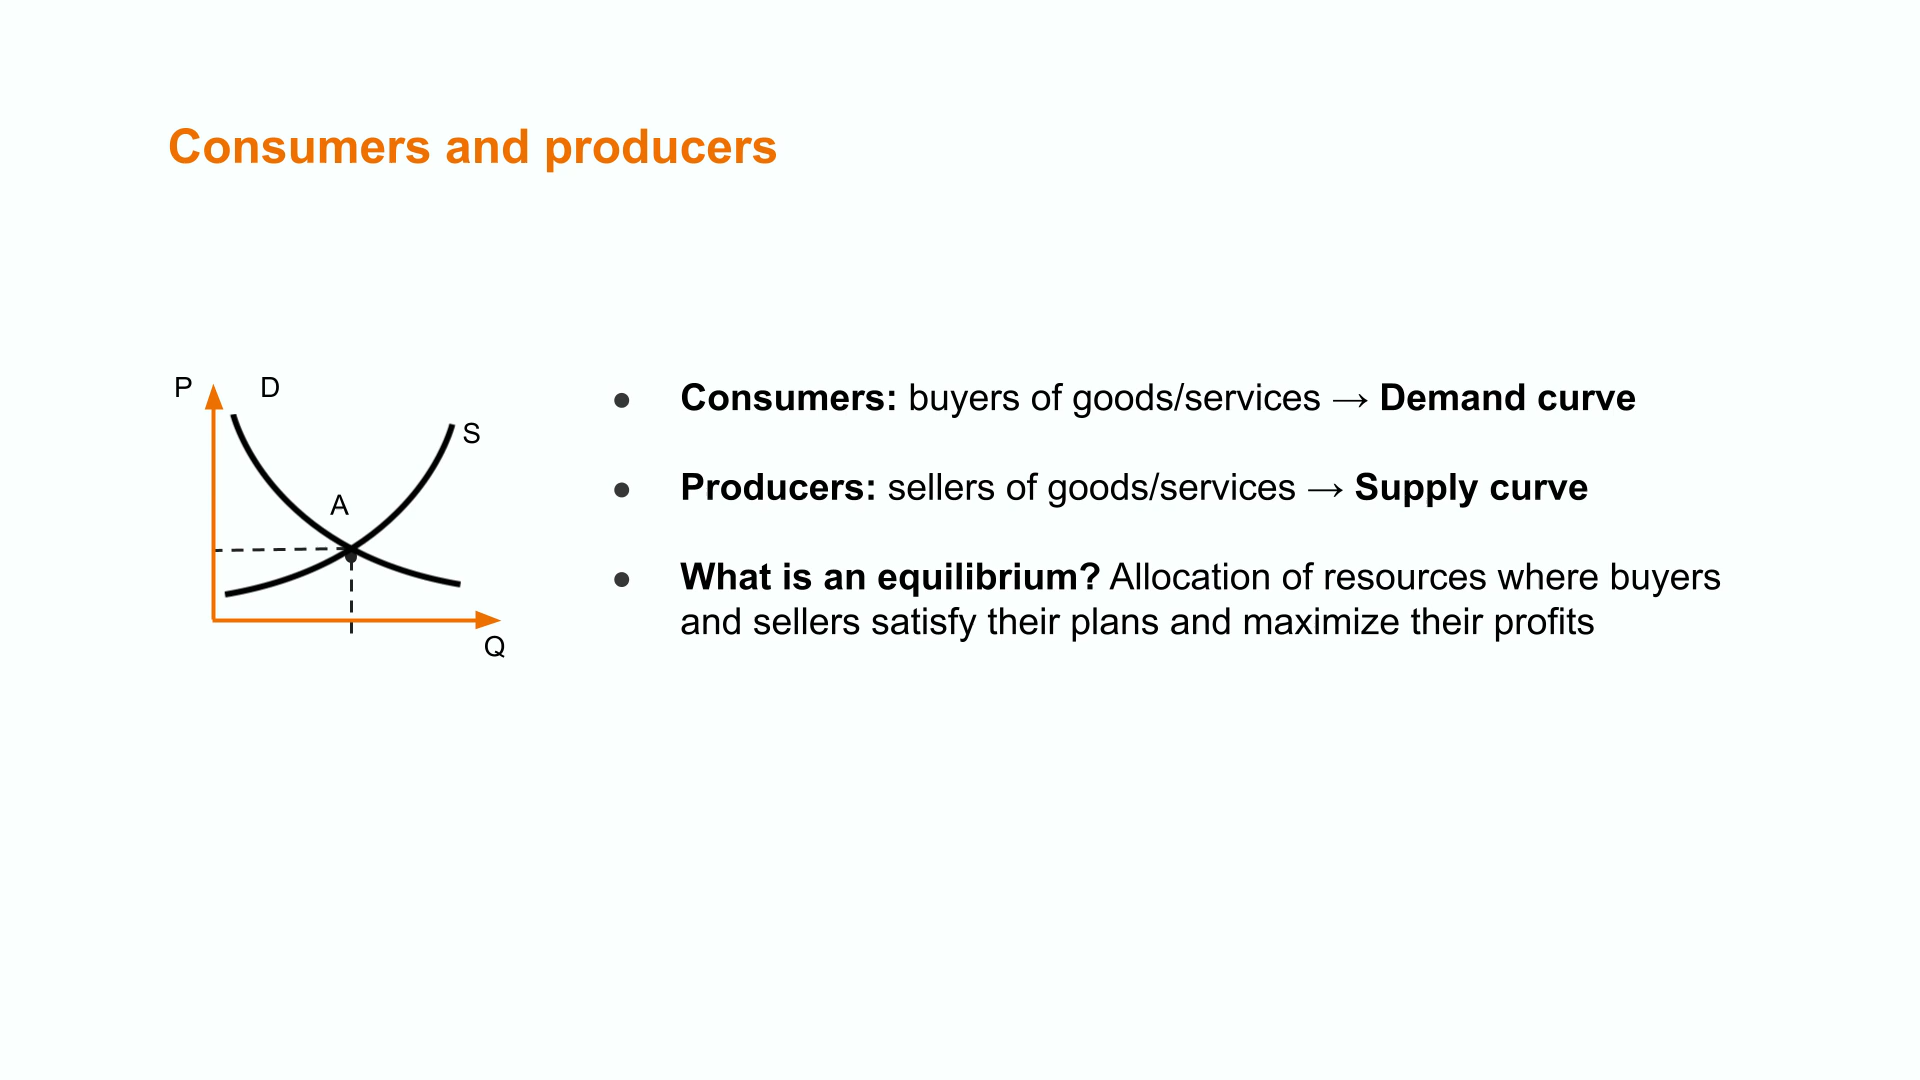 Consumers and producers
P
D
S
A
Q
● Consumers: buyers of goods/services → Demand curve
● Producers: sellers of goods/services → Supply curve
● What is an equilibrium? Allocation of resources where buyers
and sellers satisfy their plans and maximize their profits